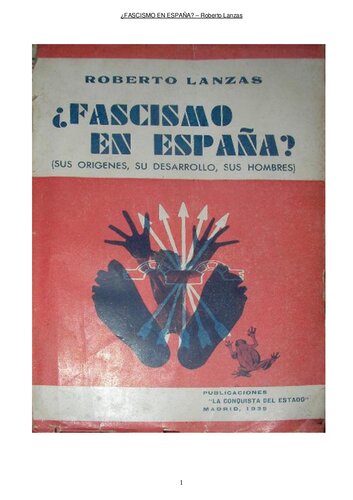 ¿FASCISMO EN ESPAÑA? – Roberto Lanzas
ROBERTO LANZAS
¿FASCISMO
EN ESPAÑA?
(SUS ORIGENES, SU DESARROLLO, SUS HOMBRES)
PUBLICACIONES
"LA CONQUISTA DEL ESTADO"
MADRID, 1935
1